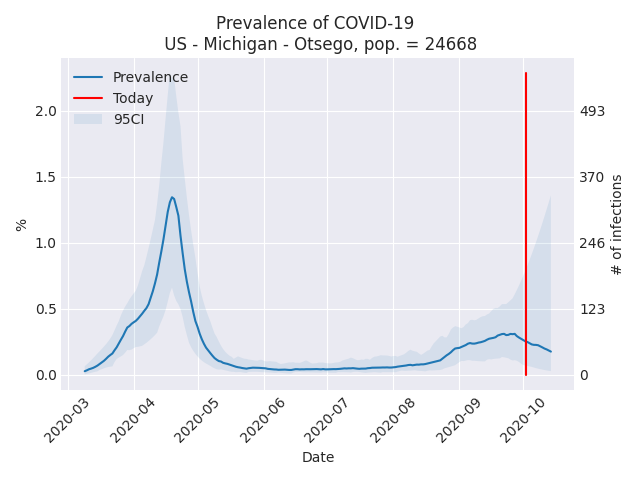 Prevalence of COVID-19
US - Michigan - Otsego, pop. = 24668
Prevalence
Today
95CI
%
2.0
1.5
1.0
0.5
0.0
493
370
246
123
0
# of infections
2020-03
2020-04
2020-05
2020-06
2020-07
2020-08
2020-09
2020-10
Date